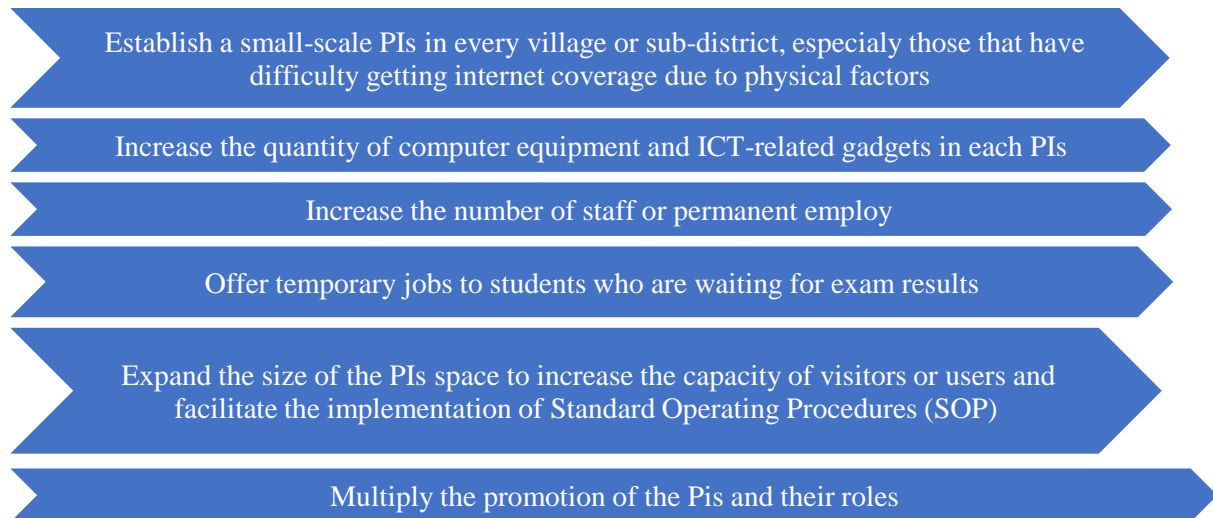 Establish a small-scale PIs in every village or sub-district, especialy those that have
difficulty getting internet coverage due to physical factors
Increase the quantity of computer equipment and ICT-related gadgets in each PIs
Increase the number of staff or permanent employ
Offer temporary jobs to students who are waiting for exam results
Expand the size of the PIs space to increase the capacity of visitors or users and
facilitate the implementation of Standard Operating Procedures (SOP)
Multiply the promotion of the Pis and their roles